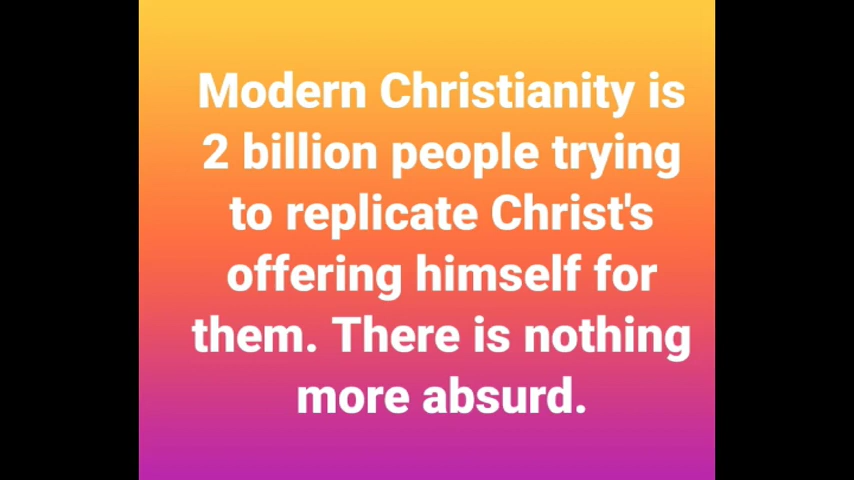 Modern Christianity is
2 billion people trying
to replicate Christ's
offering himself for
them. There is nothing
more absurd.